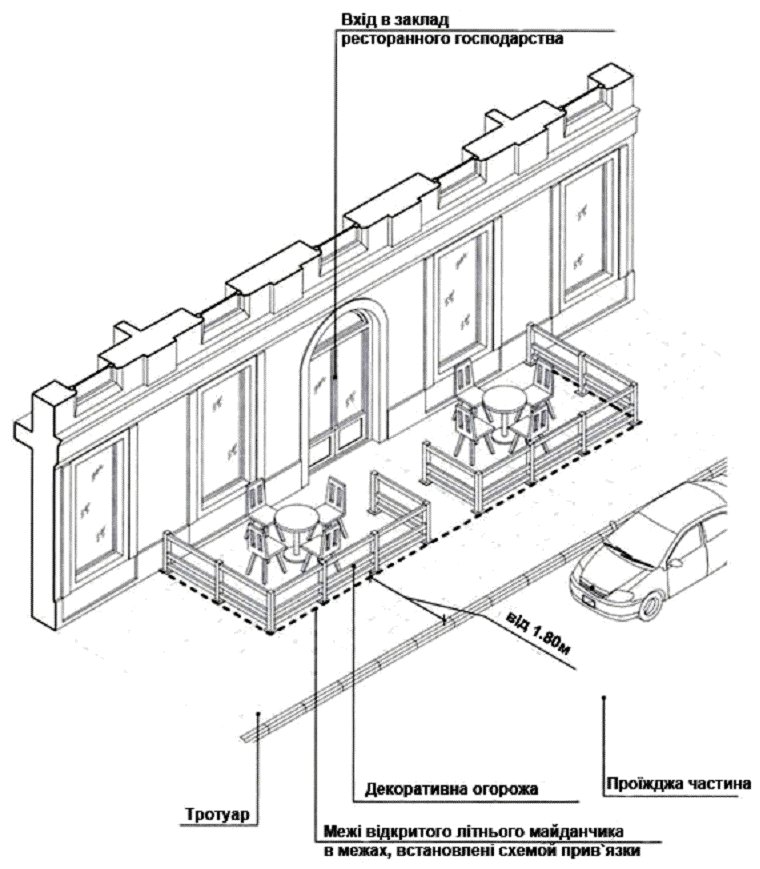 Вхід в заклад
ресторанного господарства
від 1.80м
Декоративна огорожа
Проїжджа частина
Тротуар
Межі відкритого літнього майданчика
в межах, встановлені схемой прив`язки